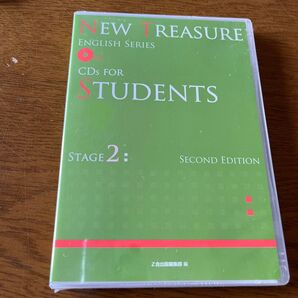 NEW TREASURE
ENGLISH SERIES
CDs FOR
STUDENTS
STAGE 2:
SECOND EDITION
Z会出版編集部 編